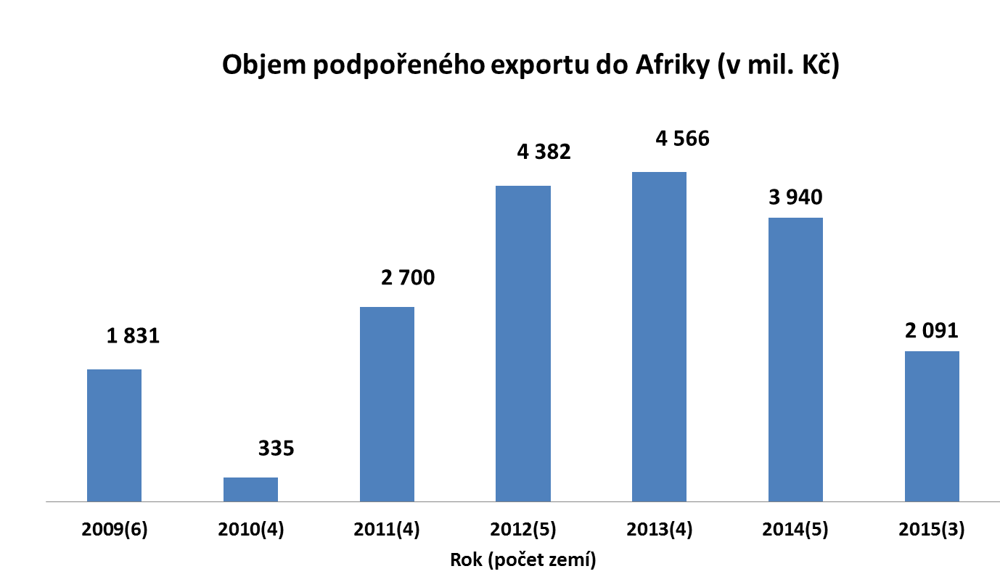 Objem podpořeného exportu do Afriky (v mil. Kč)
4 566
4 382
3 940
2 700
2 091
1 831
335
2009(6) 2010(4) 2011(4) 2012(5) 2013(4) 2014(5) 2015(3)
Rok (počet zemí)